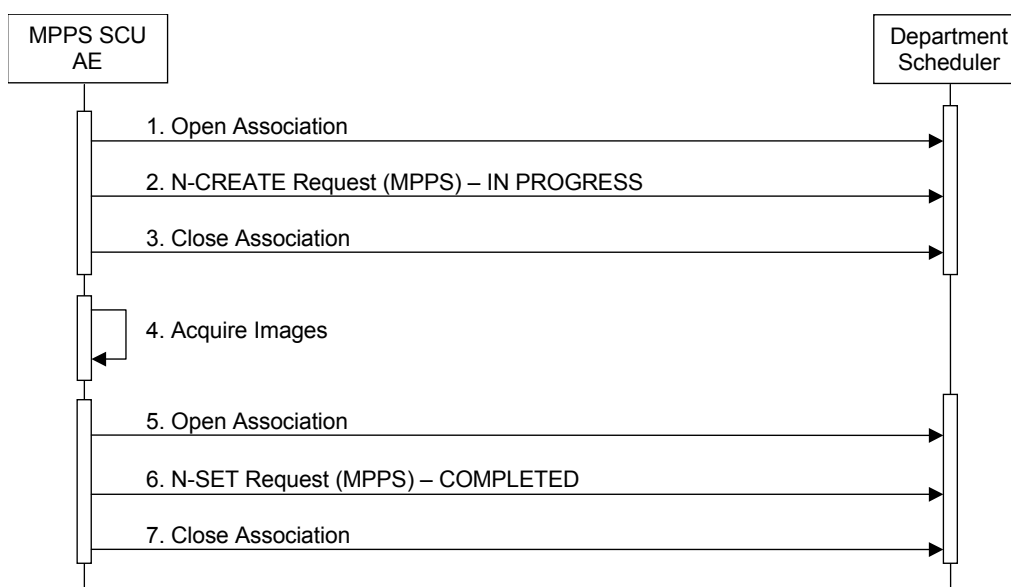 MPPS SCU
AE
Department
Scheduler
1. Open Association
2. N-CREATE Request (MPPS) – IN PROGRESS
3. Close Association
4. Acquire Images
5. Open Association
6. N-SET Request (MPPS) – COMPLETED
7. Close Association